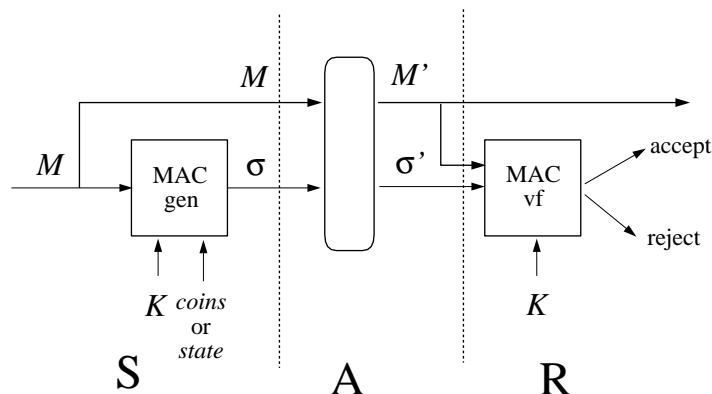 M M’
M MAC gen σ σ’ MAC vf accept
reject
K coins or state K
S A R